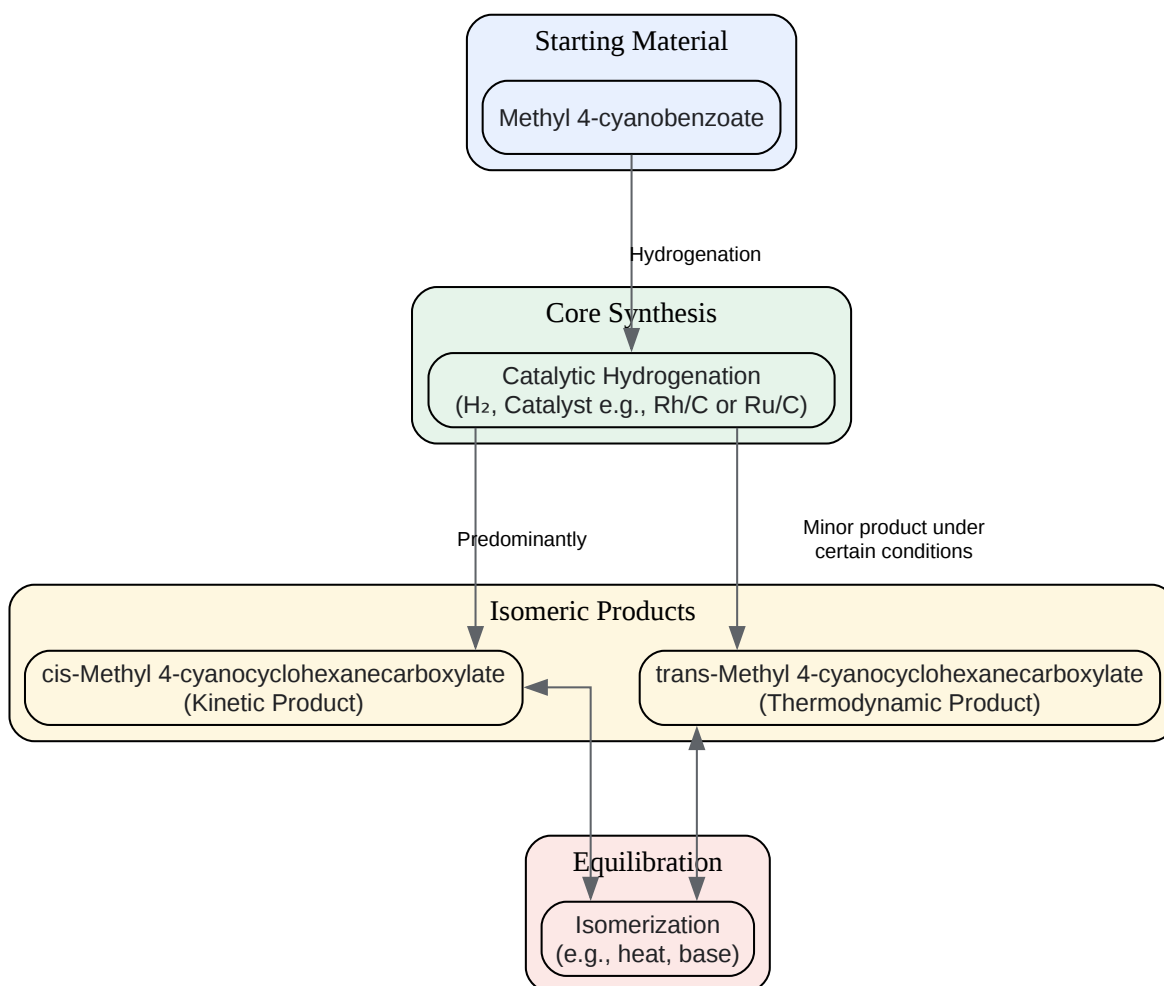 Starting Material
Methyl 4-cyanobenzoate
Hydrogenation
Core Synthesis
Catalytic Hydrogenation
(H₂, Catalyst e.g., Rh/C or Ru/C)
Predominantly
Minor product under
certain conditions
Isomeric Products
cis-Methyl 4-cyanocyclohexanecarboxylate
(Kinetic Product)
trans-Methyl 4-cyanocyclohexanecarboxylate
(Thermodynamic Product)
Equilibration
Isomerization
(e.g., heat, base)